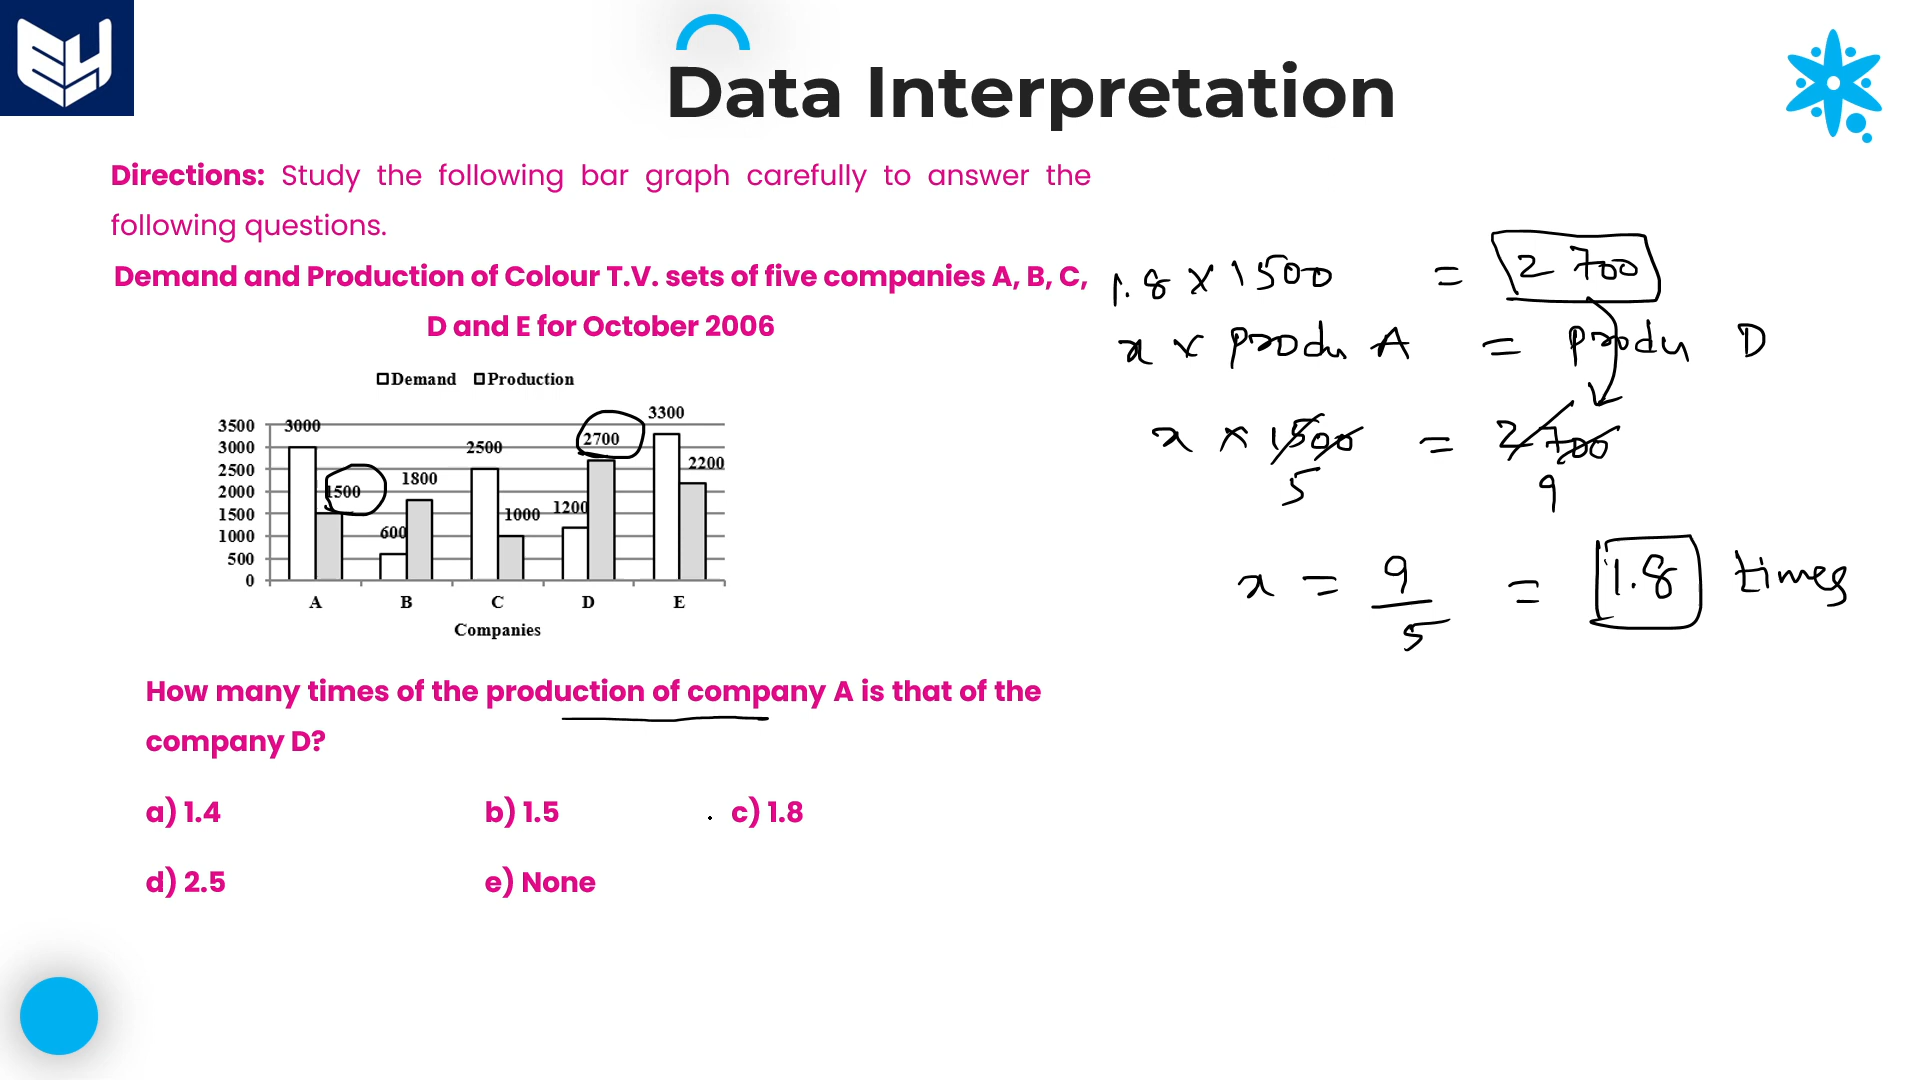 E4
Data Interpretation
Directions: Study the following bar graph carefully to answer the
following questions.
Demand and Production of Colour T.V. sets of five companies A, B, C,
D and E for October 2006
Demand Production
3500
3000
2500
2000
1500
1000
500
0
3000
1500
600
1800
2500
1000
1200
2700
3300
2200
A B C D E
Companies
How many times of the production of company A is that of the
company D?
a) 1.4 b) 1.5 c) 1.8
d) 2.5 e) None
1.8 x 1500 = 2700
x x produ A = produ D
x x 1500 = 2700
5 9
x = 9/5 = 1.8 times